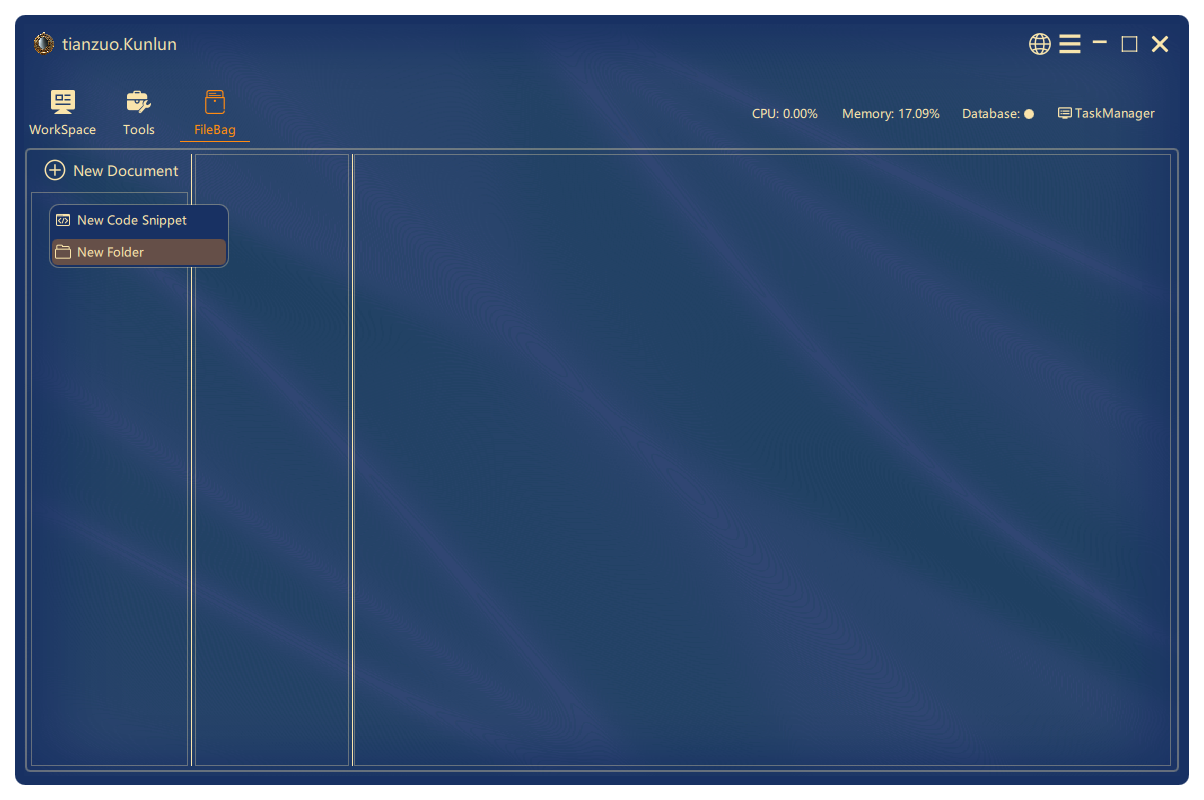 tianzuo.Kunlun
WorkSpace
Tools
FileBag
CPU: 0.00%
Memory: 17.09%
Database:
TaskManager
New Document
New Code Snippet
New Folder